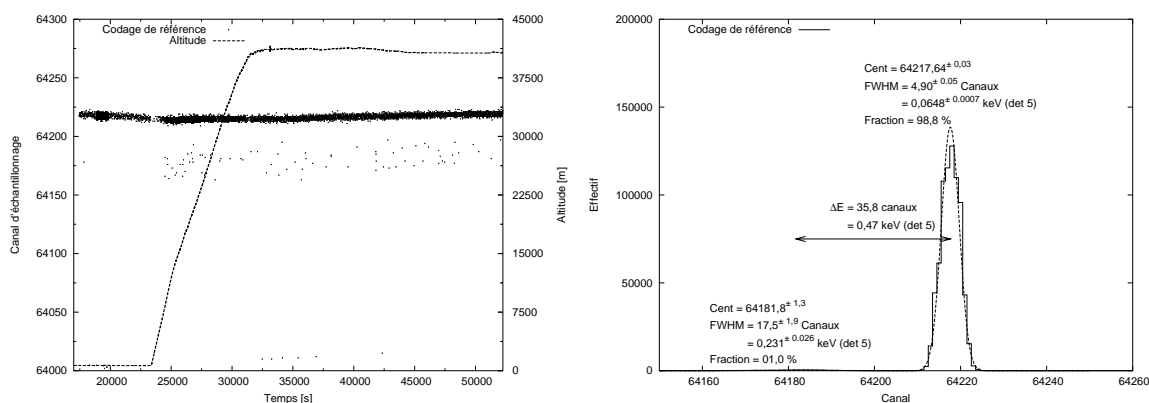 64300
64250
64200
64150
64100
64050
64000
Canal d'échantillonnage
Codage de référence
Altitude
45000
37500
30000
22500
15000
7500
0
Altitude [m]
20000 25000 30000 35000 40000 45000 50000
Temps [s]
200000
150000
100000
50000
0
Effectif
Codage de référence
Cent = 64217,64± 0,03
FWHM = 4,90± 0.05 Canaux
= 0,0648± 0.0007 keV (det 5)
Fraction = 98,8 %
ΔE = 35,8 canaux
= 0,47 keV (det 5)
Cent = 64181,8± 1,3
FWHM = 17,5± 1,9 Canaux
= 0,231± 0.026 keV (det 5)
Fraction = 01,0 %
64160 64180 64200 64220 64240 64260
Canal